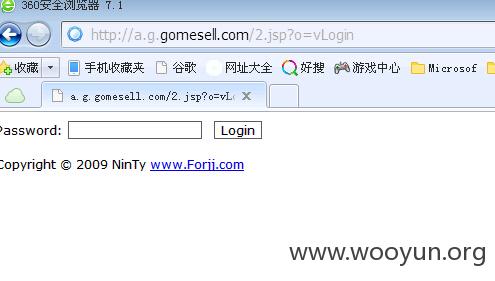 360安全浏览器 7.1
http://a.g.gomesell.com/2.jsp?o=vLogin
收藏 手机收藏夹 谷歌 网址大全 好搜 游戏中心 Microsof
a.g.gomesell.com/2.jsp?o=vLo
Password: Login
Copyright © 2009 NinTy www.Forjj.com
www.wooyun.org